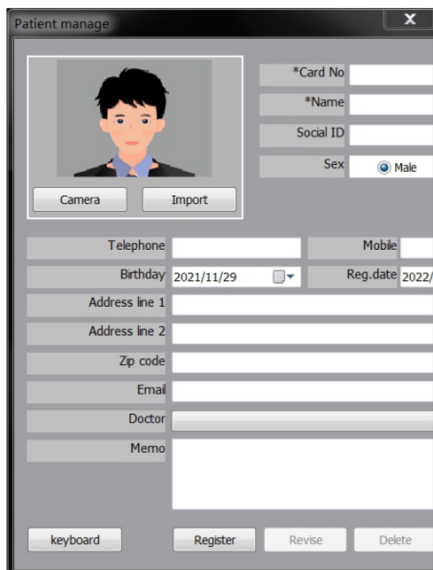 Patient manage
X
*Card No
*Name
Social ID
Sex Male
Camera Import
Telephone Mobile
Birthday 2021/11/29 Reg.date 2022/
Address line 1
Address line 2
Zip code
Email
Doctor
Memo
keyboard Register Revise Delete